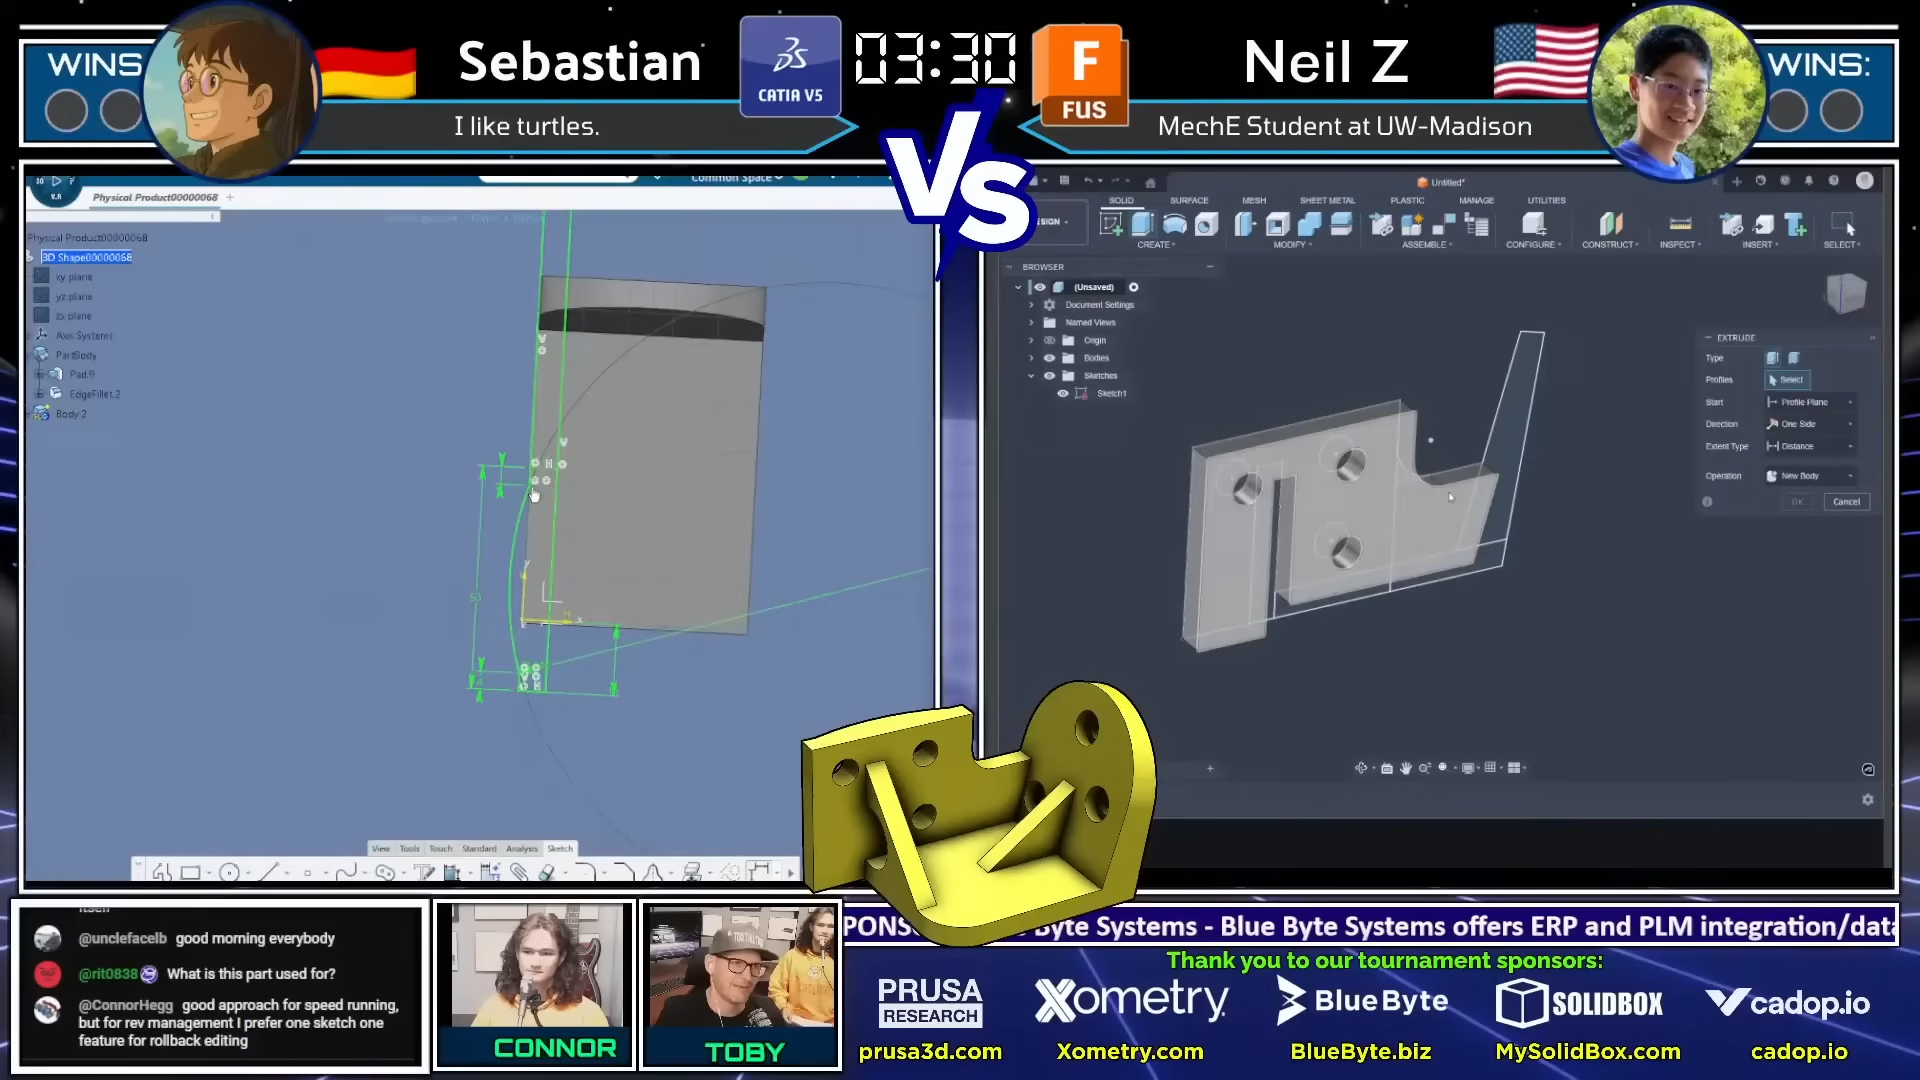 WINS
Sebastian
CATIA V5
03:30
F
FUS
Neil Z
WINS:
I like turtles.
VS
MechE Student at UW-Madison
3D
V.R
Common Space
Physical Product00000068
+
Physical Product00000068
3D Shape00000068
xy plane
yz plane
zx plane
Axis Systems
PartBody
Pad.9
EdgeFillet.2
Body 2
View
Tools
Touch
Standard
Analysis
Sketch
Untitled*
SOLID
SURFACE
MESH
SHEET METAL
PLASTIC
MANAGE
UTILITIES
SIGN
CREATE
MODIFY
ASSEMBLE
CONFIGURE
CONSTRUCT
INSPECT
INSERT
SELECT
BROWSER
(Unsaved)
Document Settings
Named Views
Origin
Bodies
Sketches
Sketch1
EXTRUDE
Type
Profiles
Select
Start
Profile Plane
Direction
One Side
Extent Type
Distance
Operation
New Body
OK
Cancel
itself
@unclefacelb good morning everybody
@rit0838 What is this part used for?
@ConnorHegg good approach for speed running,
but for rev management I prefer one sketch one
feature for rollback editing
CONNOR
TOBY
PONS
Byte Systems - Blue Byte Systems offers ERP and PLM integration/data
Thank you to our tournament sponsors:
PRUSA
RESEARCH
Xometry
BlueByte
SOLIDBOX
cadop.io
prusa3d.com
Xometry.com
BlueByte.biz
MySolidBox.com
cadop.io